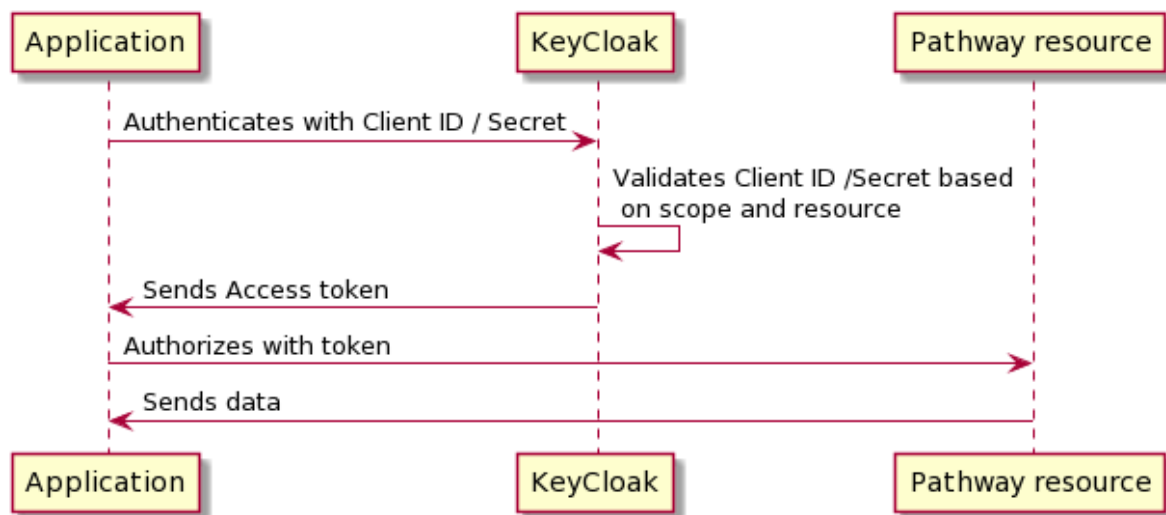 Application
KeyCloak
Pathway resource
Authenticates with Client ID / Secret
Validates Client ID /Secret based
on scope and resource
Sends Access token
Authorizes with token
Sends data
Application
KeyCloak
Pathway resource